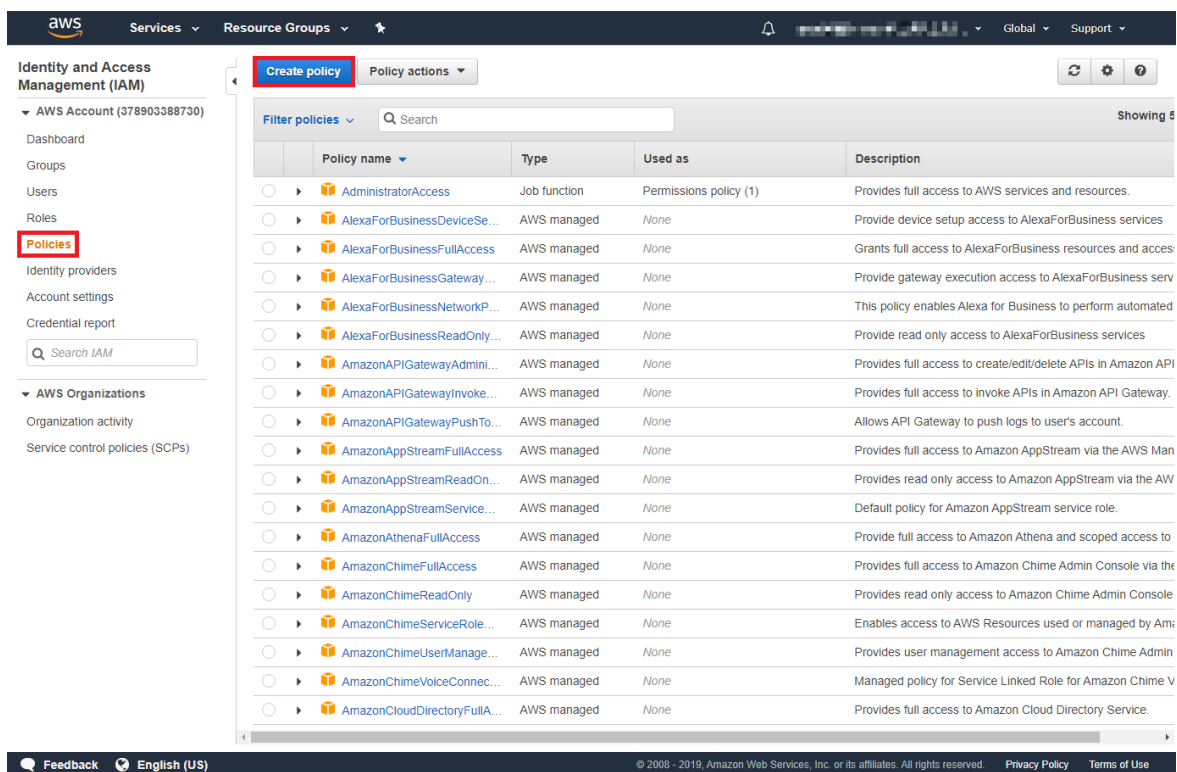 aws Services Resource Groups Global Support
Identity and Access
Management (IAM)
AWS Account (378903388730)
Dashboard
Groups
Users
Roles
Policies
Identity providers
Account settings
Credential report
Search IAM
AWS Organizations
Organization activity
Service control policies (SCPs)
Create policy Policy actions
Filter policies Search Showing 5
Policy name Type Used as Description
AdministratorAccess Job function Permissions policy (1) Provides full access to AWS services and resources.
AlexaForBusinessDeviceSe... AWS managed None Provide device setup access to AlexaForBusiness services
AlexaForBusinessFullAccess AWS managed None Grants full access to AlexaForBusiness resources and acces
AlexaForBusinessGateway... AWS managed None Provide gateway execution access to AlexaForBusiness serv
AlexaForBusinessNetworkP... AWS managed None This policy enables Alexa for Business to perform automated
AlexaForBusinessReadOnly... AWS managed None Provide read only access to AlexaForBusiness services
AmazonAPIGatewayAdmini... AWS managed None Provides full access to create/edit/delete APIs in Amazon API
AmazonAPIGatewayInvoke... AWS managed None Provides full access to invoke APIs in Amazon API Gateway.
AmazonAPIGatewayPushTo... AWS managed None Allows API Gateway to push logs to user's account.
AmazonAppStreamFullAccess AWS managed None Provides full access to Amazon AppStream via the AWS Man
AmazonAppStreamReadOn... AWS managed None Provides read only access to Amazon AppStream via the AW
AmazonAppStreamService... AWS managed None Default policy for Amazon AppStream service role.
AmazonAthenaFullAccess AWS managed None Provide full access to Amazon Athena and scoped access to
AmazonChimeFullAccess AWS managed None Provides full access to Amazon Chime Admin Console via the
AmazonChimeReadOnly AWS managed None Provides read only access to Amazon Chime Admin Console
AmazonChimeServiceRole... AWS managed None Enables access to AWS Resources used or managed by Ama
AmazonChimeUserManage... AWS managed None Provides user management access to Amazon Chime Admin
AmazonChimeVoiceConnec... AWS managed None Managed policy for Service Linked Role for Amazon Chime V
AmazonCloudDirectoryFullA... AWS managed None Provides full access to Amazon Cloud Directory Service.
Feedback English (US) © 2008 - 2019, Amazon Web Services, Inc. or its affiliates. All rights reserved. Privacy Policy Terms of Use